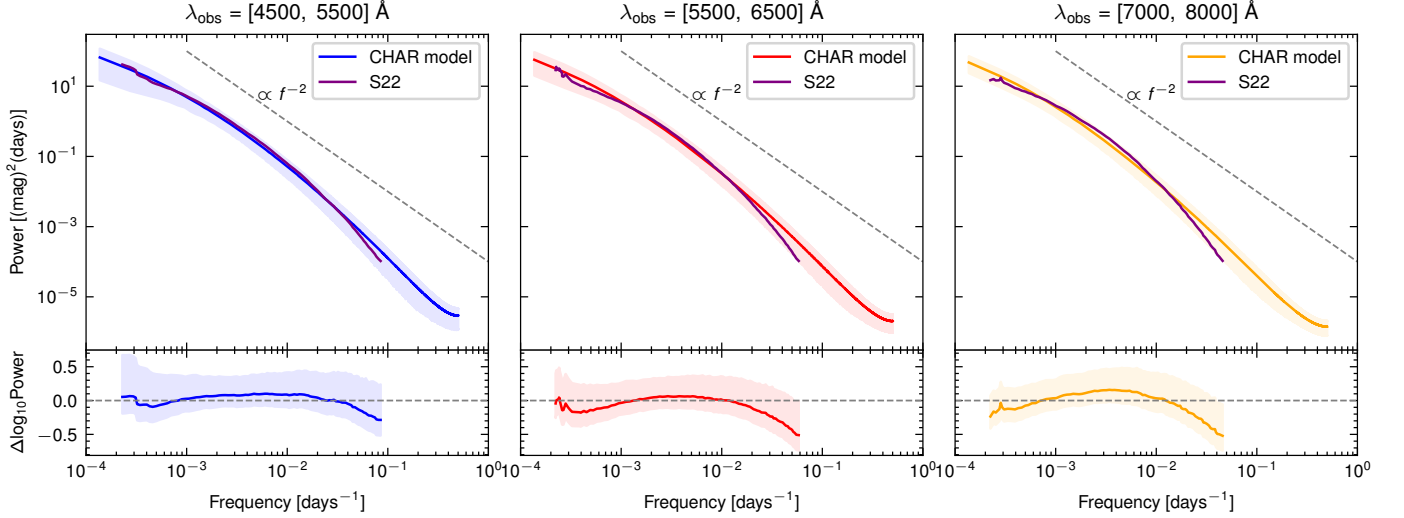 λobs = [4500, 5500] Å
λobs = [5500, 6500] Å
λobs = [7000, 8000] Å
Power [(mag)²(days)]
10¹
10⁻¹
10⁻³
10⁻⁵
CHAR model
S22
∝ f⁻²
CHAR model
S22
∝ f⁻²
CHAR model
S22
∝ f⁻²
Δlog₁₀Power
0.5
0.0
−0.5
10⁻⁴ 10⁻³ 10⁻² 10⁻¹ 10⁰
10⁻⁴ 10⁻³ 10⁻² 10⁻¹ 10⁰
10⁻⁴ 10⁻³ 10⁻² 10⁻¹ 10⁰
Frequency [days⁻¹]
Frequency [days⁻¹]
Frequency [days⁻¹]